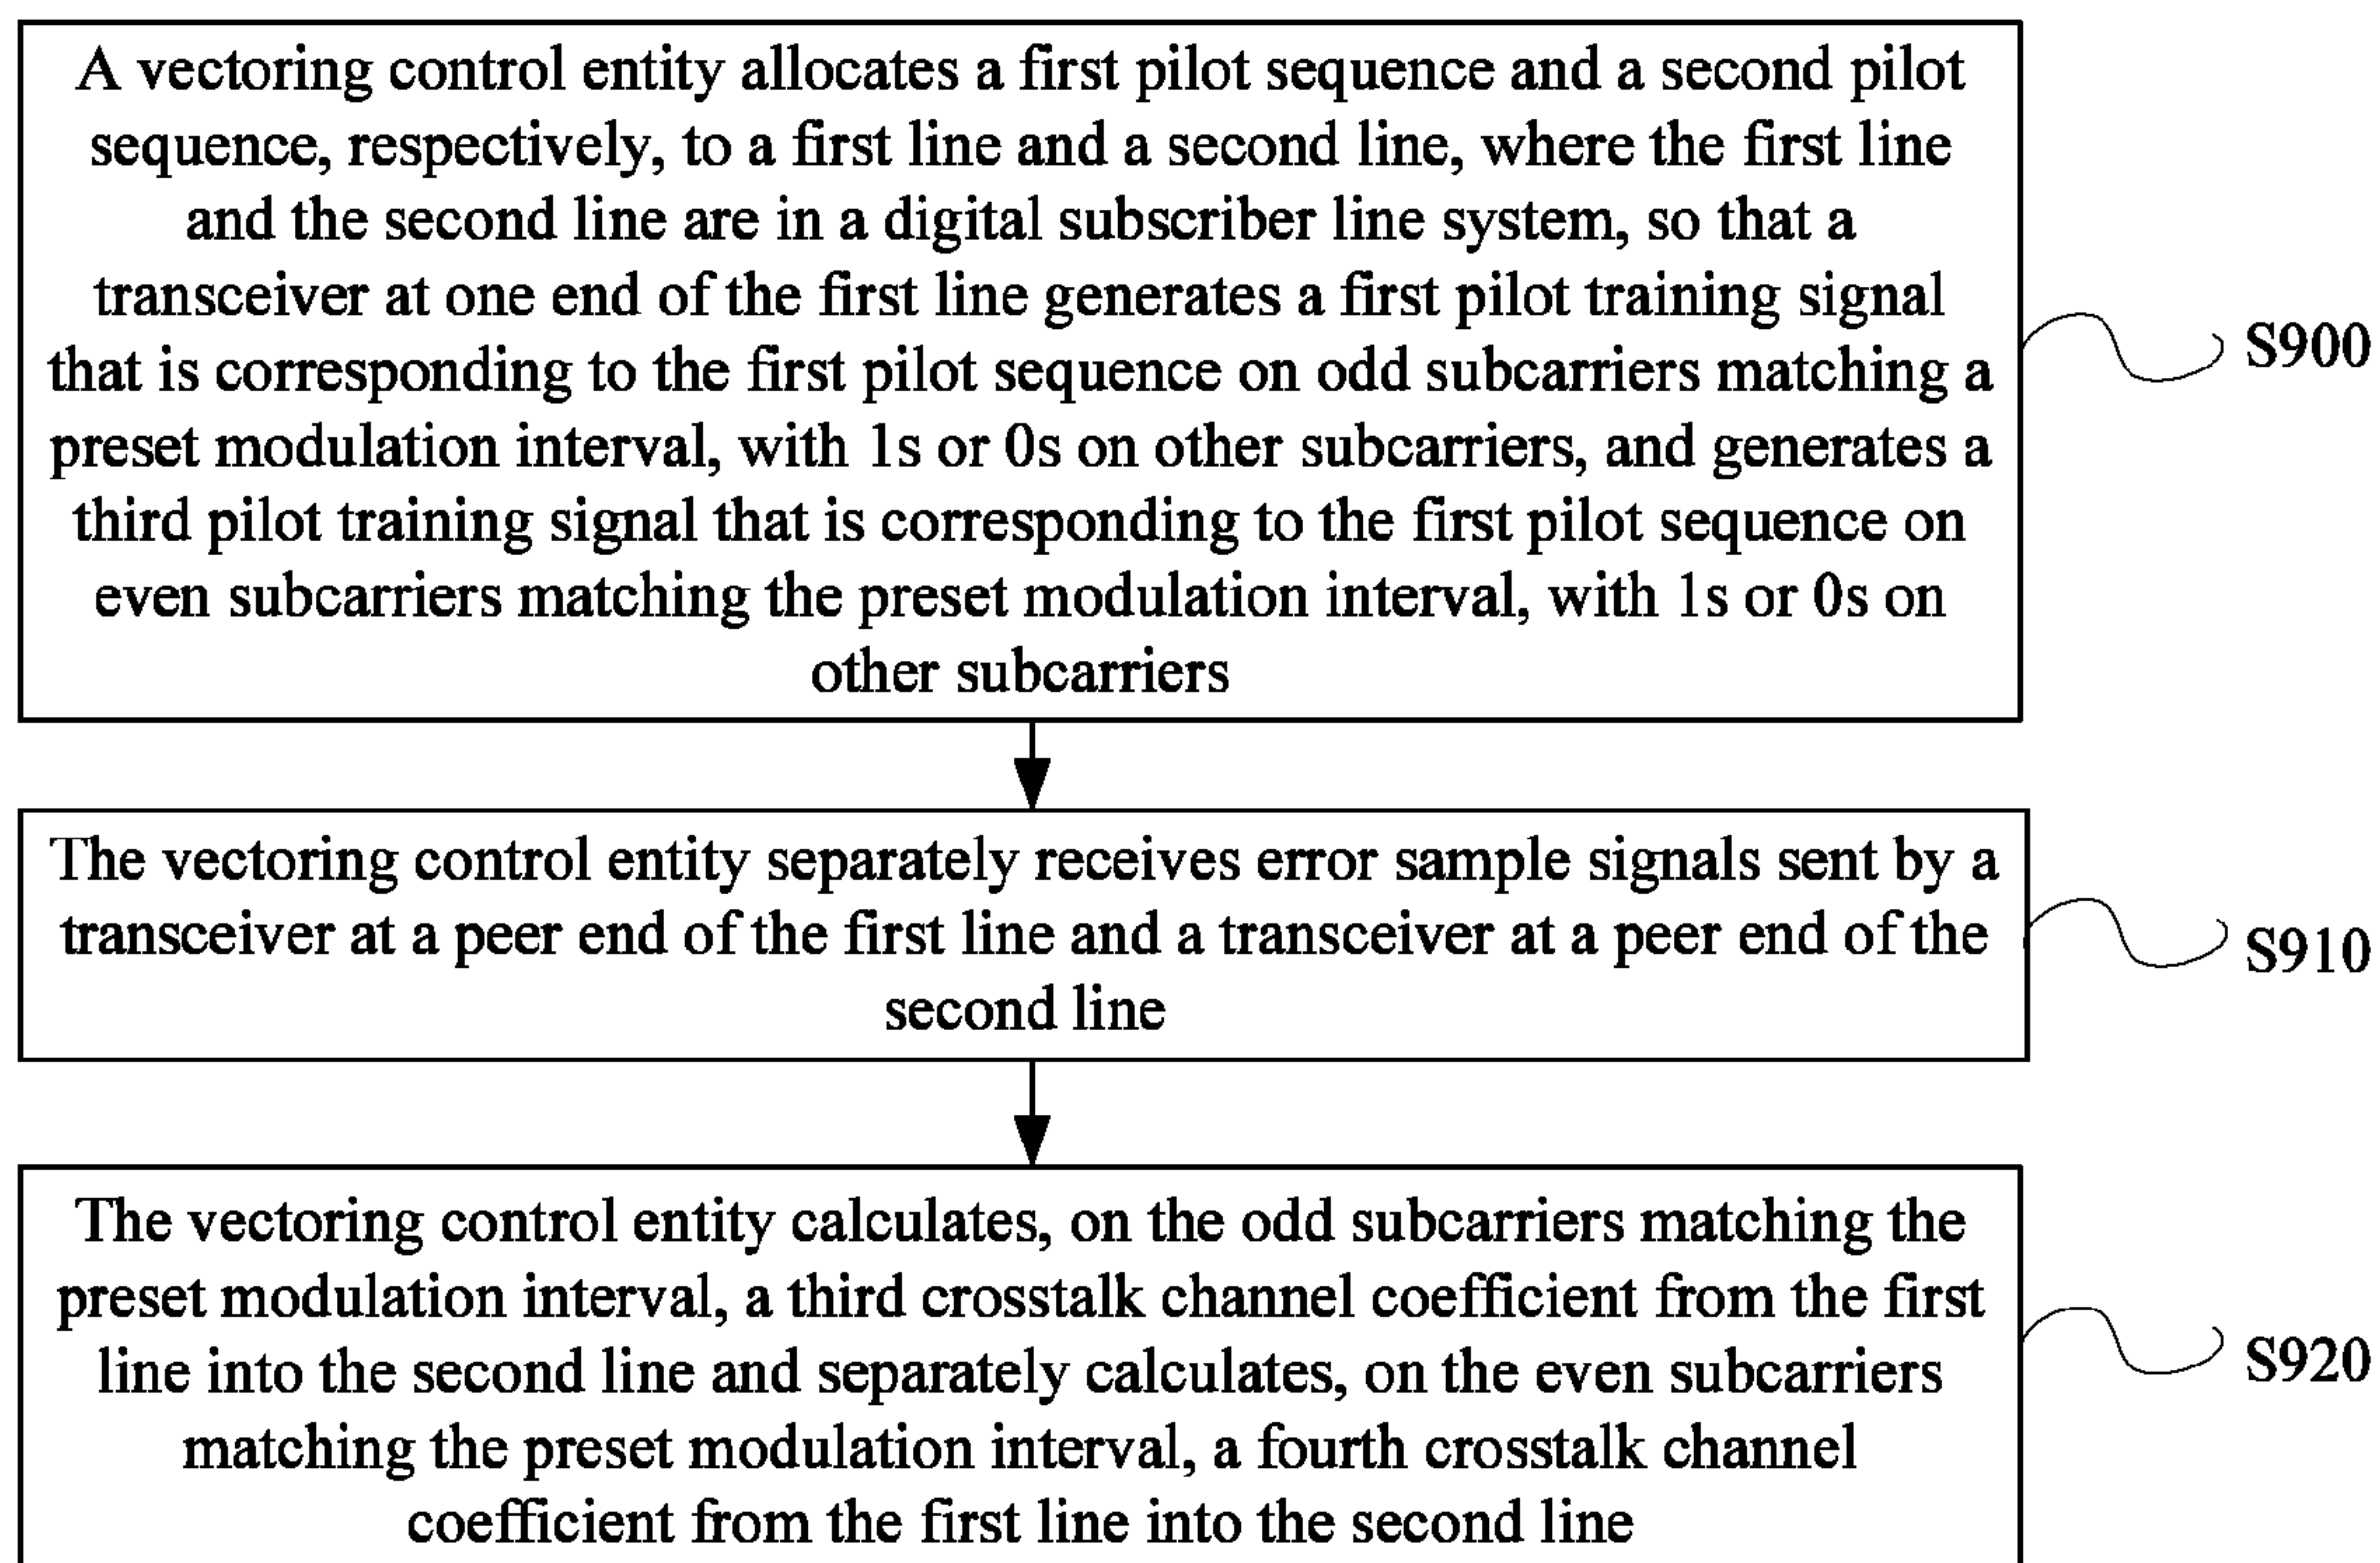 A vectoring control entity allocates a first pilot sequence and a second pilot
sequence, respectively, to a first line and a second line, where the first line
and the second line are in a digital subscriber line system, so that a
transceiver at one end of the first line generates a first pilot training signal
that is corresponding to the first pilot sequence on odd subcarriers matching a
preset modulation interval, with 1s or 0s on other subcarriers, and generates a
third pilot training signal that is corresponding to the first pilot sequence on
even subcarriers matching the preset modulation interval, with 1s or 0s on
other subcarriers
S900
The vectoring control entity separately receives error sample signals sent by a
transceiver at a peer end of the first line and a transceiver at a peer end of the
second line
S910
The vectoring control entity calculates, on the odd subcarriers matching the
preset modulation interval, a third crosstalk channel coefficient from the first
line into the second line and separately calculates, on the even subcarriers
matching the preset modulation interval, a fourth crosstalk channel
coefficient from the first line into the second line
S920